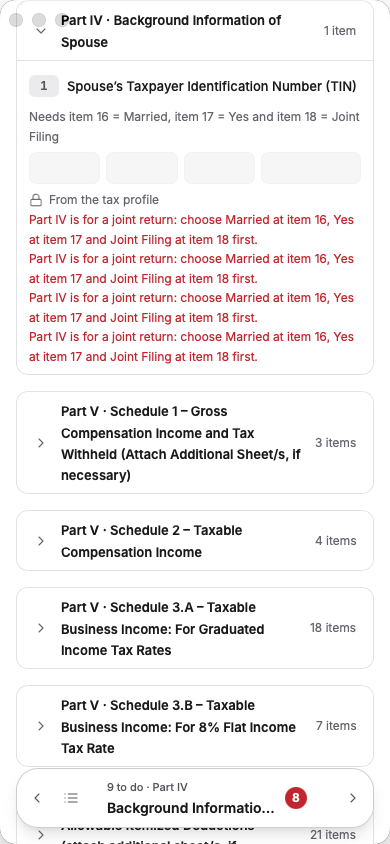 Part IV · Background Information of
Spouse
1 item
1 Spouse's Taxpayer Identification Number (TIN)
Needs item 16 = Married, item 17 = Yes and item 18 = Joint
Filing
From the tax profile
Part IV is for a joint return: choose Married at item 16, Yes
at item 17 and Joint Filing at item 18 first.
Part IV is for a joint return: choose Married at item 16, Yes
at item 17 and Joint Filing at item 18 first.
Part IV is for a joint return: choose Married at item 16, Yes
at item 17 and Joint Filing at item 18 first.
Part IV is for a joint return: choose Married at item 16, Yes
at item 17 and Joint Filing at item 18 first.
Part V · Schedule 1 – Gross
Compensation Income and Tax
Withheld (Attach Additional Sheet/s, if
necessary)
3 items
Part V · Schedule 2 – Taxable
Compensation Income
4 items
Part V · Schedule 3.A – Taxable
Business Income: For Graduated
Income Tax Rates
18 items
Part V · Schedule 3.B – Taxable
Business Income: For 8% Flat Income
Tax Rate
7 items
9 to do · Part IV
Background Informatio...
8
Allowable Itemized Deductions
(attach additional sheet/s, if
21 items